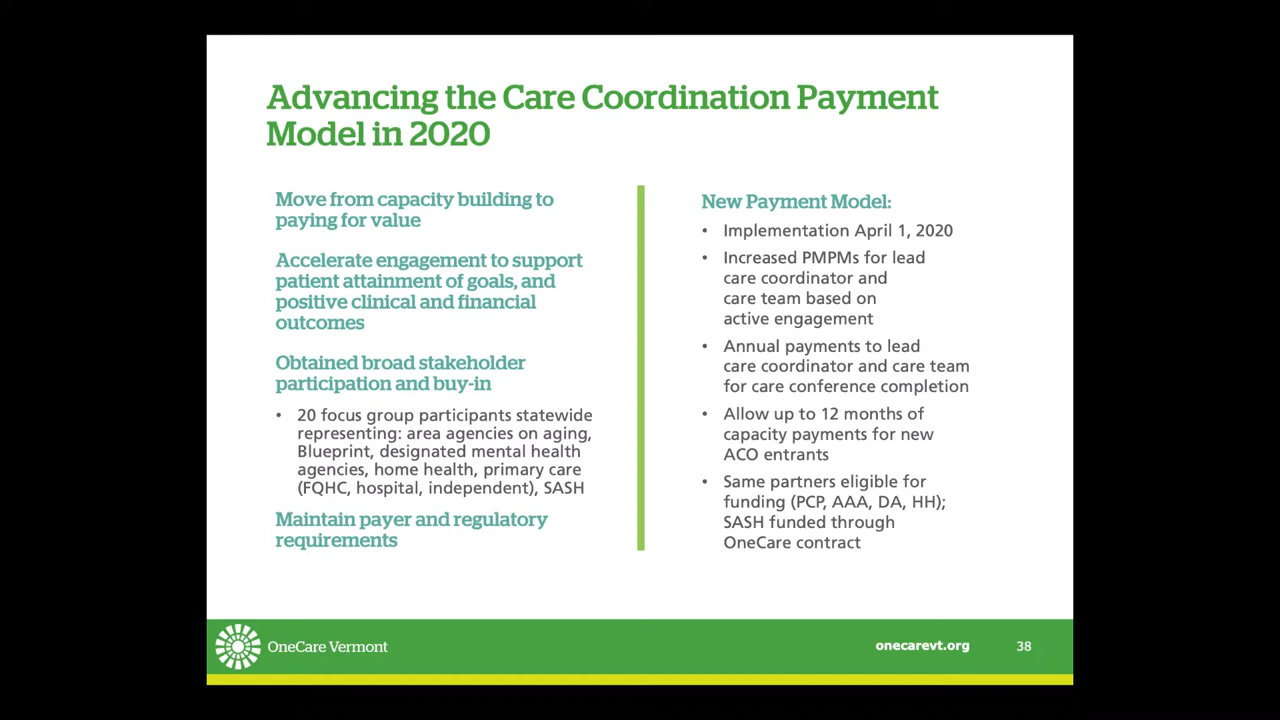 Advancing the Care Coordination Payment
Model in 2020
Move from capacity building to
paying for value
Accelerate engagement to support
patient attainment of goals, and
positive clinical and financial
outcomes
Obtained broad stakeholder
participation and buy-in
• 20 focus group participants statewide
representing: area agencies on aging,
Blueprint, designated mental health
agencies, home health, primary care
(FQHC, hospital, independent), SASH
Maintain payer and regulatory
requirements
New Payment Model:
• Implementation April 1, 2020
• Increased PMPMs for lead
care coordinator and
care team based on
active engagement
• Annual payments to lead
care coordinator and care team
for care conference completion
• Allow up to 12 months of
capacity payments for new
ACO entrants
• Same partners eligible for
funding (PCP, AAA, DA, HH);
SASH funded through
OneCare contract
OneCare Vermont
onecarevt.org
38